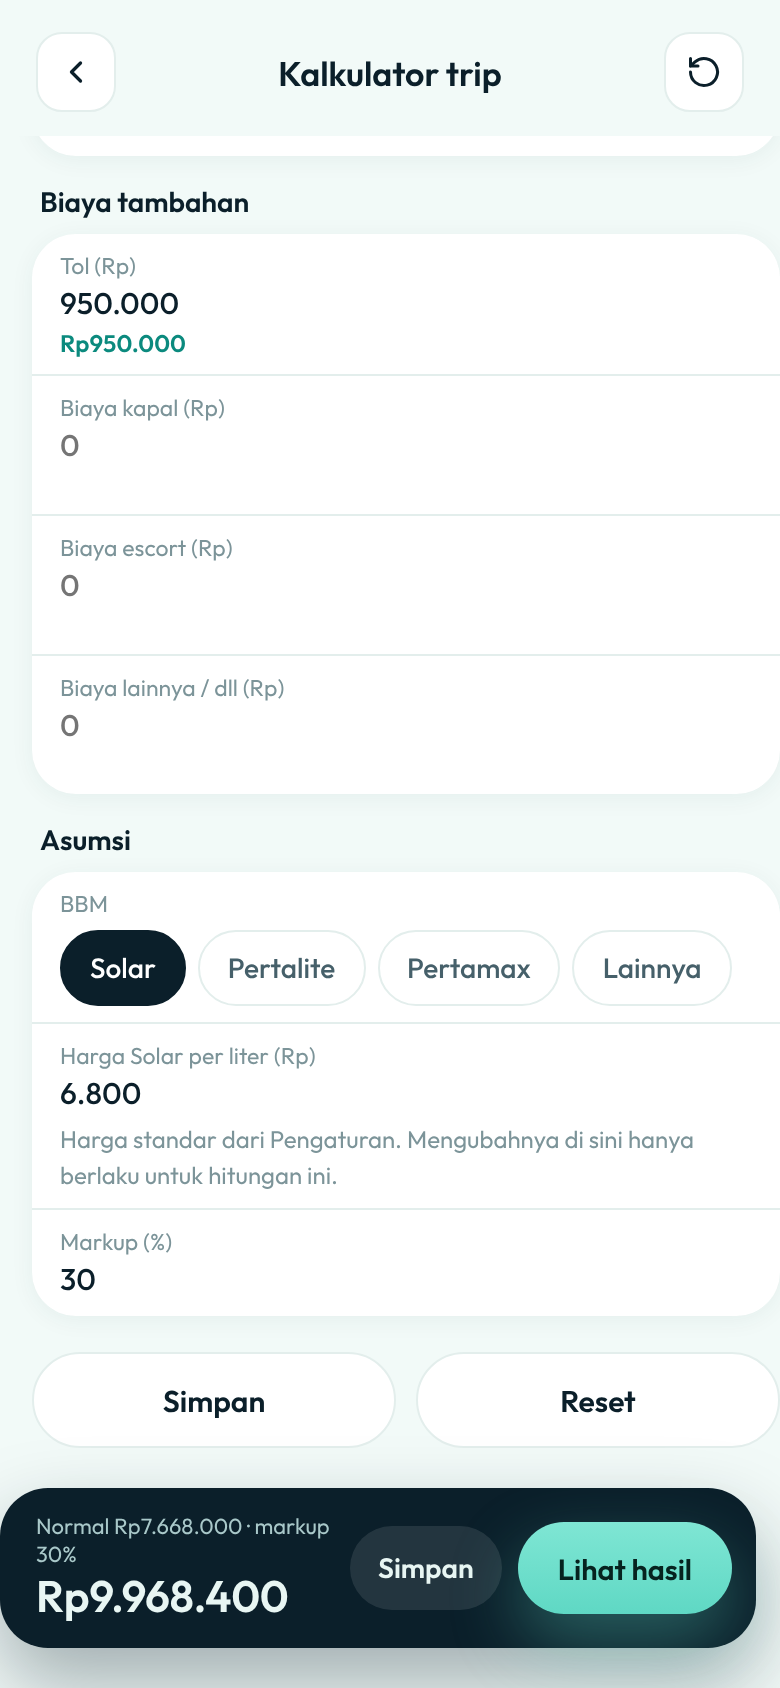 Kalkulator trip
Biaya tambahan
Tol (Rp)
950.000
Rp950.000
Biaya kapal (Rp)
0
Biaya escort (Rp)
0
Biaya lainnya / dll (Rp)
0
Asumsi
BBM
Solar
Pertalite
Pertamax
Lainnya
Harga Solar per liter (Rp)
6.800
Harga standar dari Pengaturan. Mengubahnya di sini hanya
berlaku untuk hitungan ini.
Markup (%)
30
Simpan
Reset
Normal Rp7.668.000 · markup
30%
Rp9.968.400
Simpan
Lihat hasil